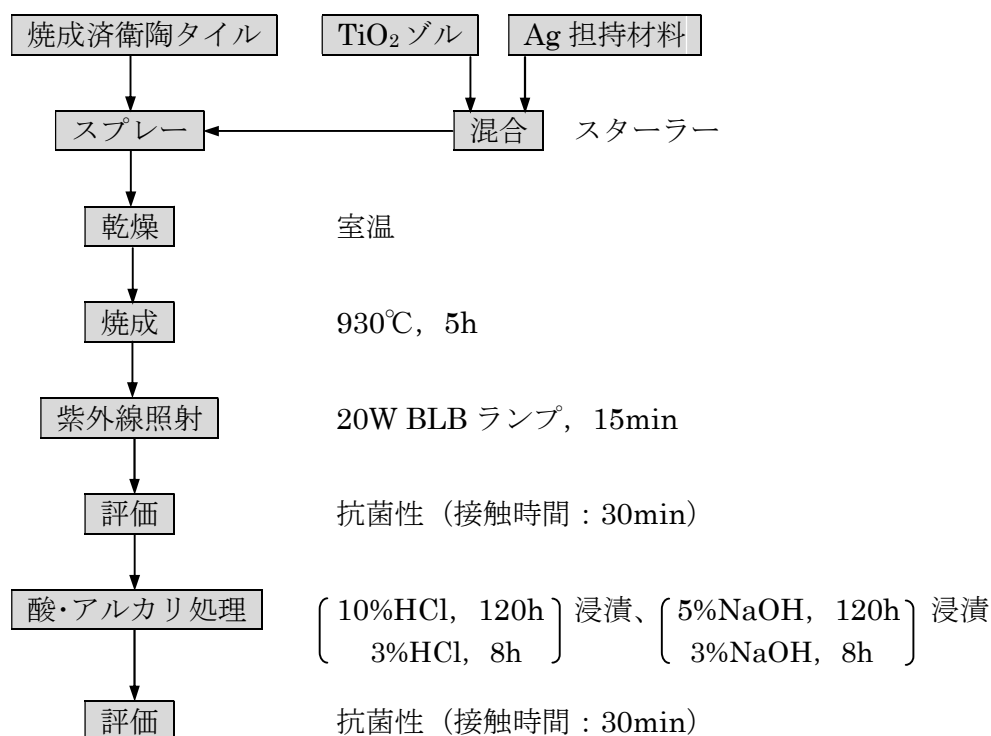 焼成済衛陶タイル TiO₂ゾル Ag 担持材料
スプレー 混合 スターラー
乾燥 室温
焼成 930℃，5h
紫外線照射 20W BLB ランプ，15min
評価 抗菌性（接触時間：30min）
酸・アルカリ処理 10%HCl，120h 浸漬、 5%NaOH，120h 浸漬
3%HCl，8h 3%NaOH，8h
評価 抗菌性（接触時間：30min）